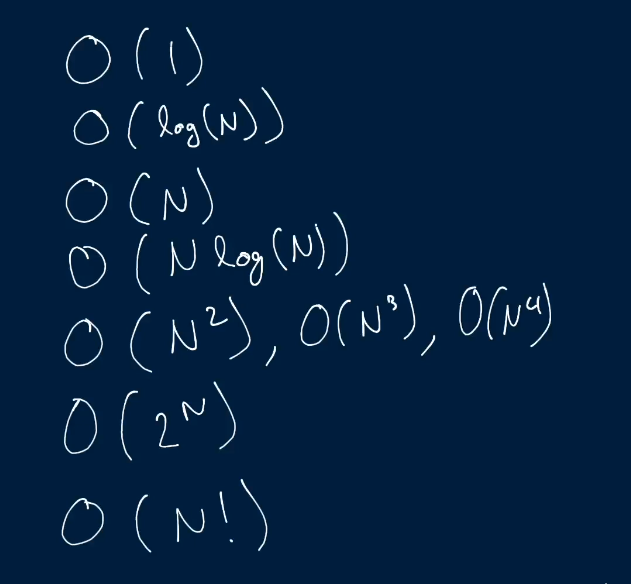 O(1)
O(log(N))
O(N)
O(N log(N))
O(N²), O(N³), O(N⁴)
O(2ᴺ)
O(N!)